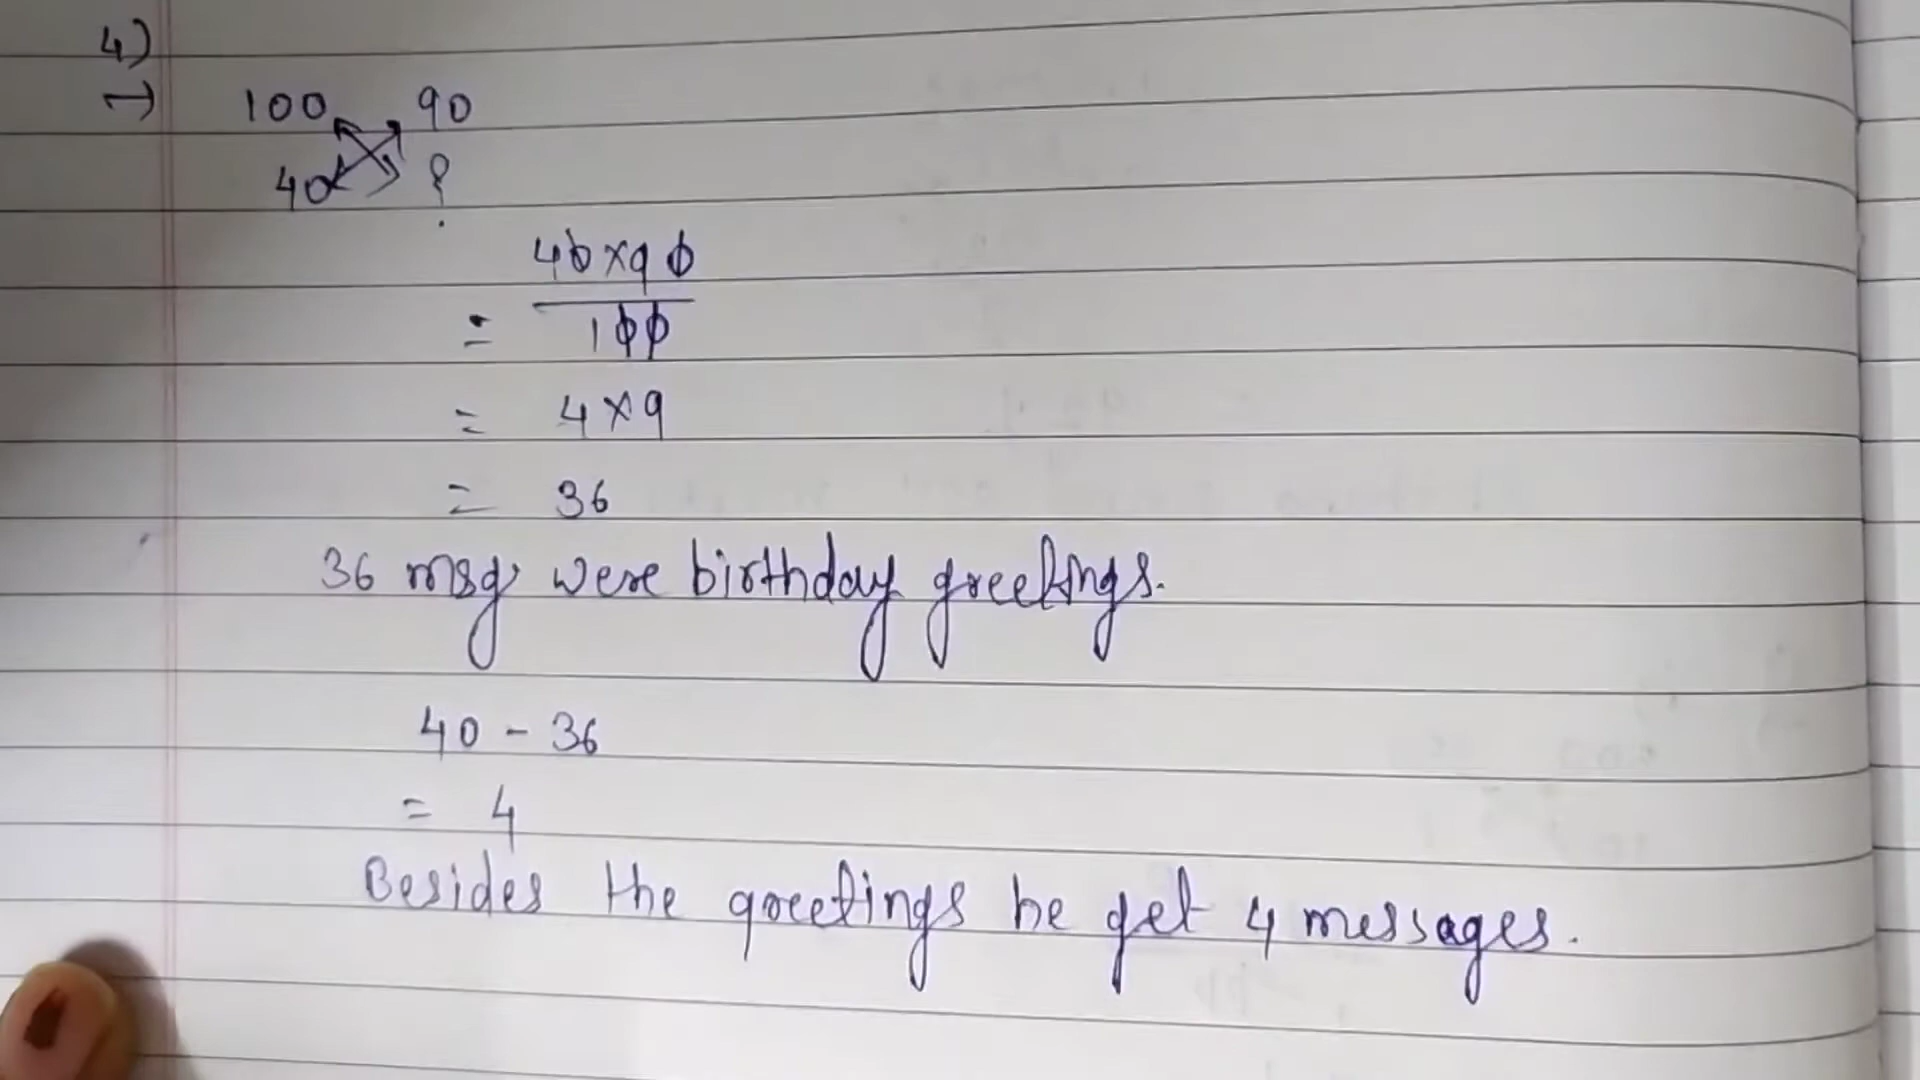 4)
→ 100 90
40 ?
40×90
= 100
= 4×9
= 36
36 msg were birthday greetings.
40 - 36
= 4
Besides the greetings he get 4 messages.